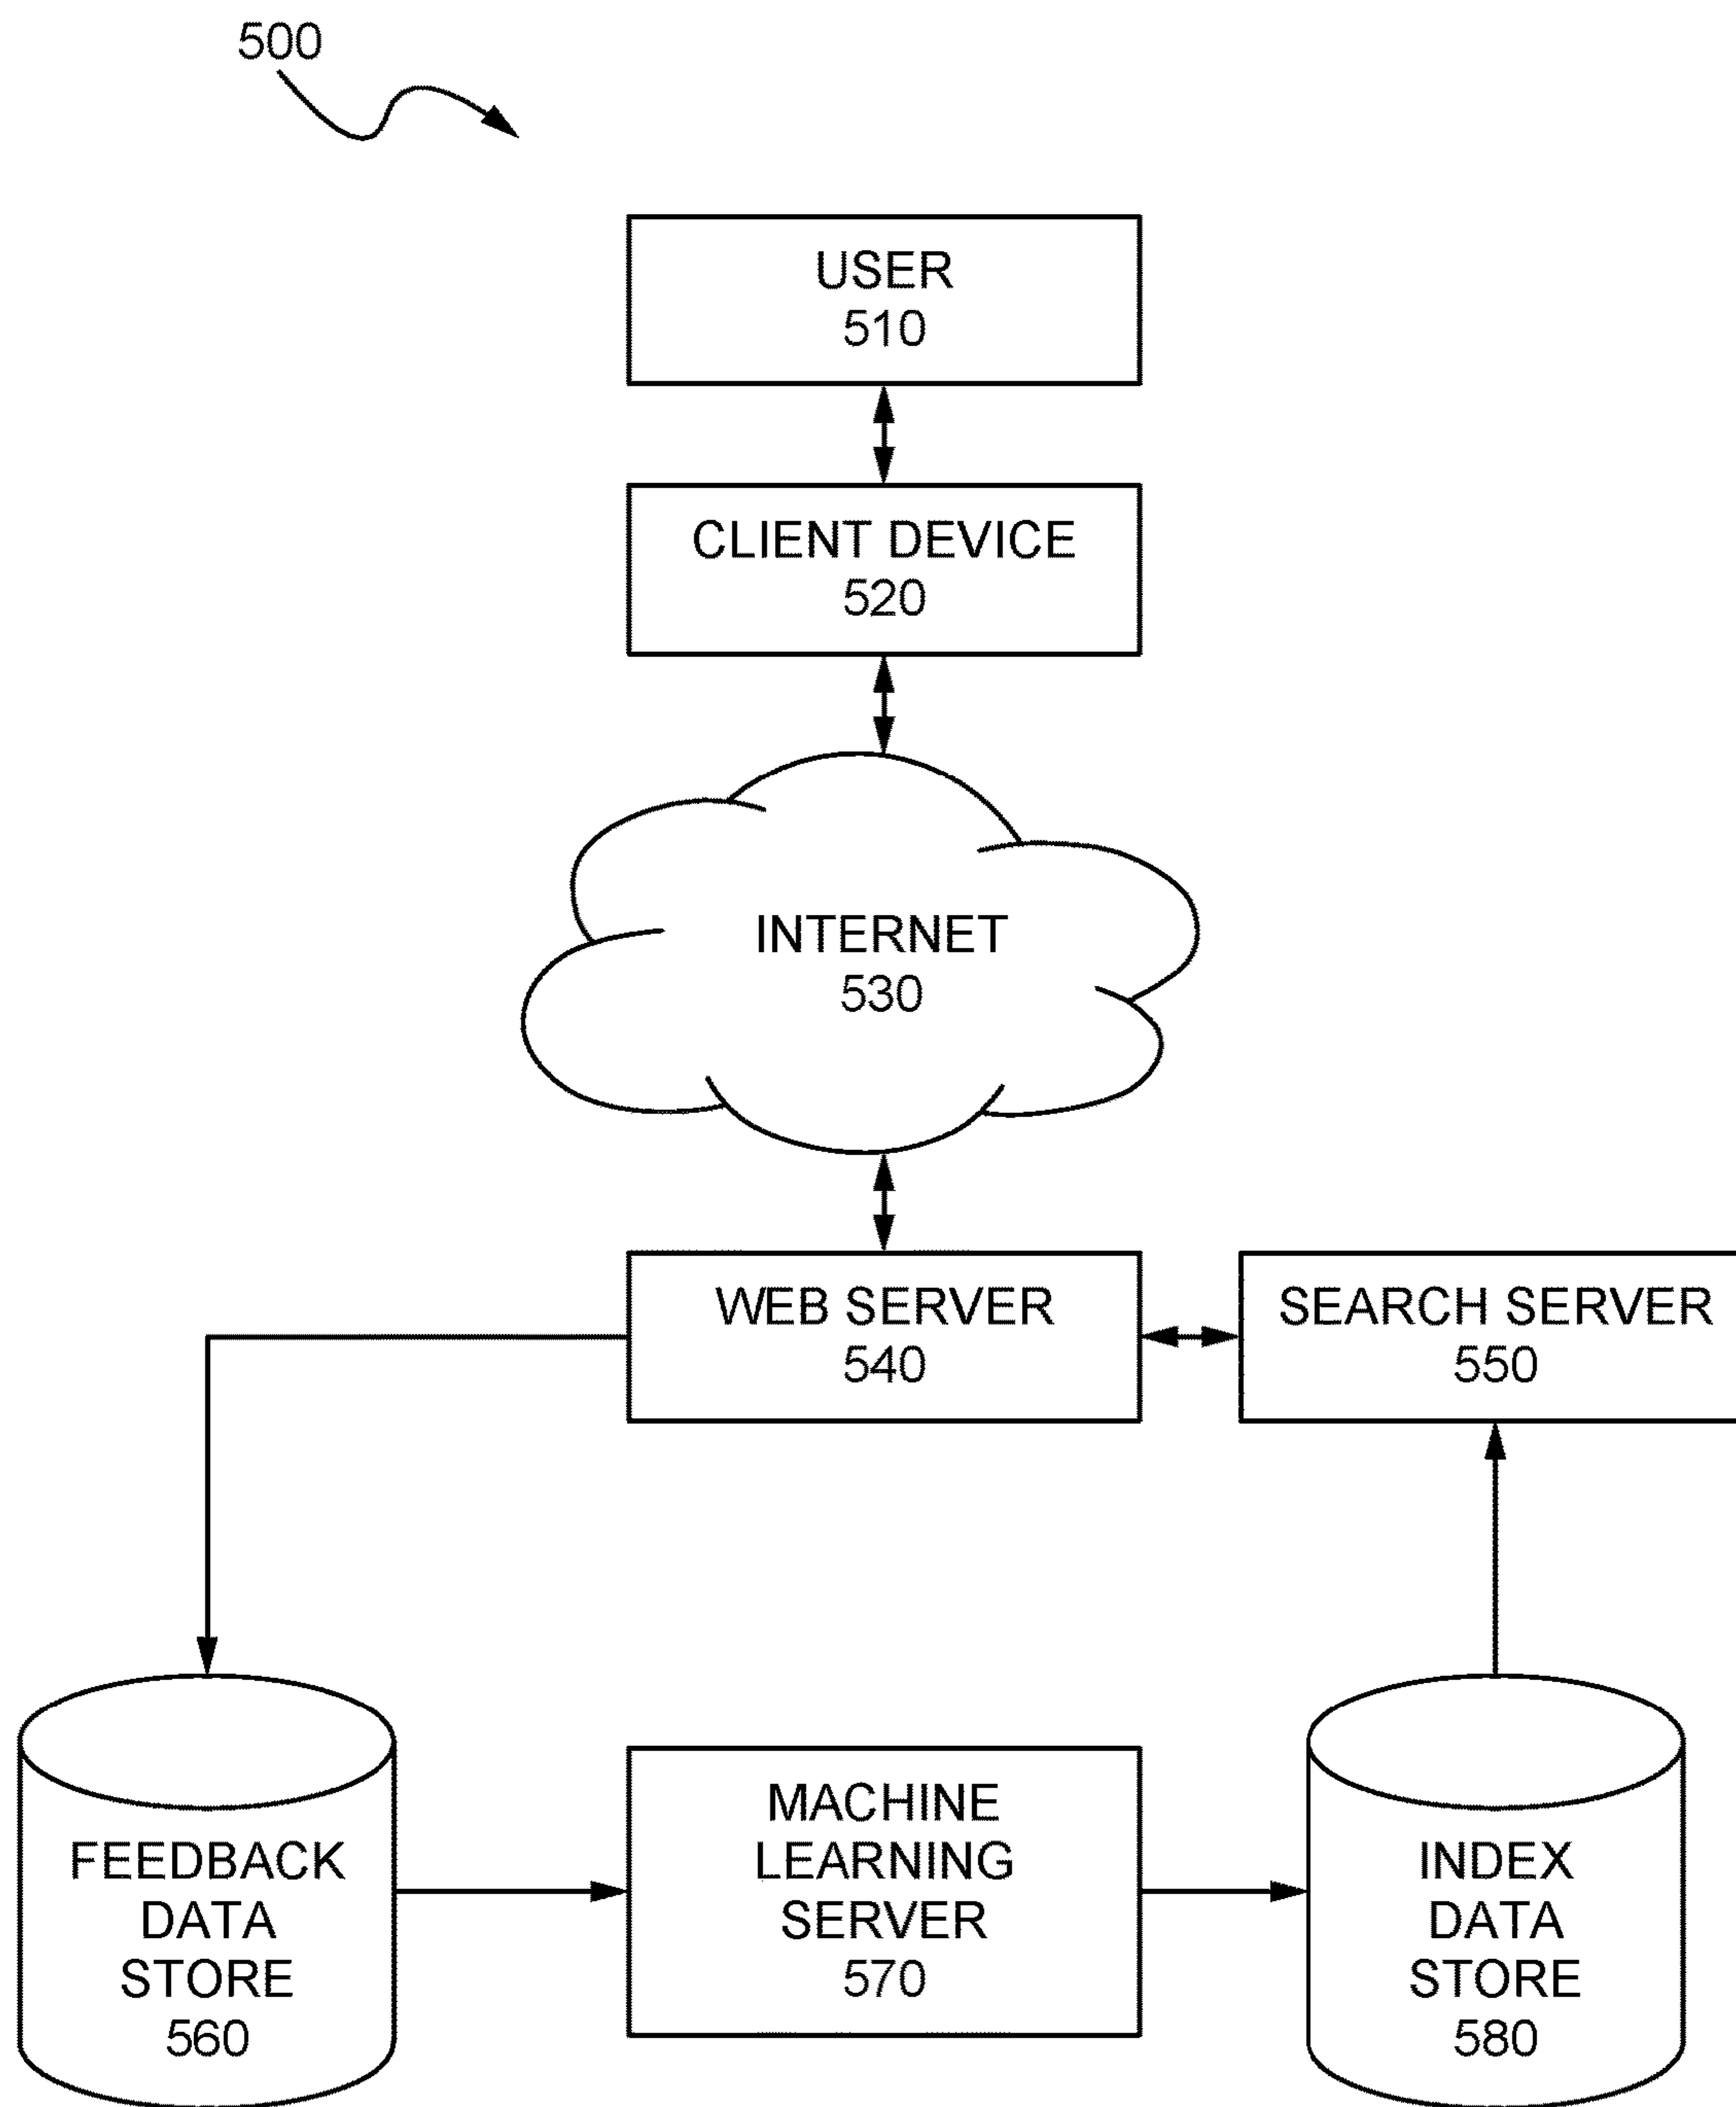 500
USER
510
CLIENT DEVICE
520
INTERNET
530
WEB SERVER
540
SEARCH SERVER
550
FEEDBACK
DATA
STORE
560
MACHINE
LEARNING
SERVER
570
INDEX
DATA
STORE
580